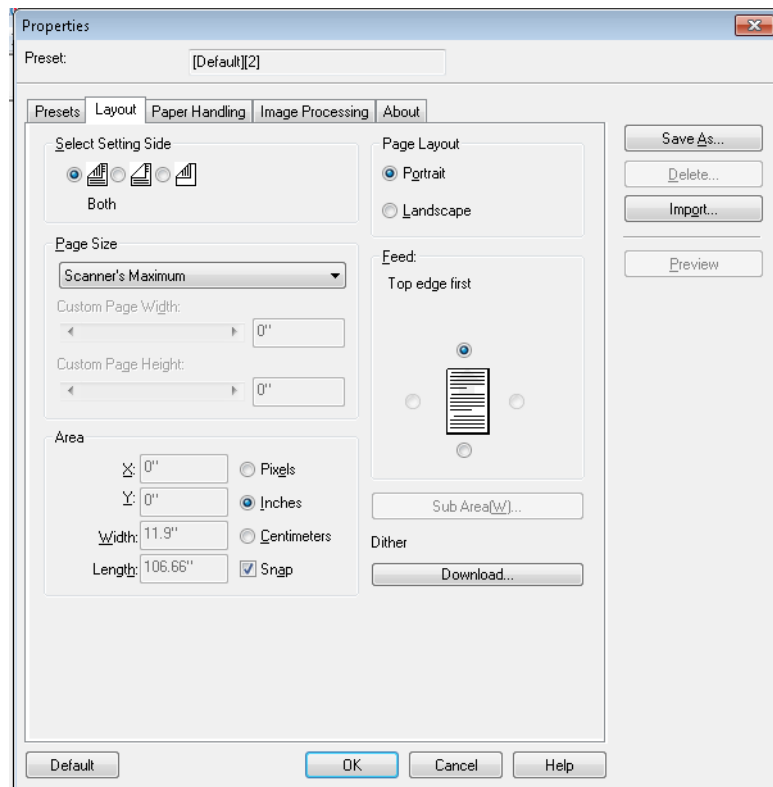 Properties
Preset:
[Default][2]
Presets
Layout
Paper Handling
Image Processing
About
Select Setting Side
Both
Page Size
Scanner's Maximum
Custom Page Width:
0"
Custom Page Height:
0"
Area
X: 0"
Y: 0"
Width: 11.9"
Length: 106.66"
Pixels
Inches
Centimeters
Snap
Page Layout
Portrait
Landscape
Feed:
Top edge first
Sub Area(W)...
Dither
Download...
Save As...
Delete...
Import...
Preview
Default
OK
Cancel
Help